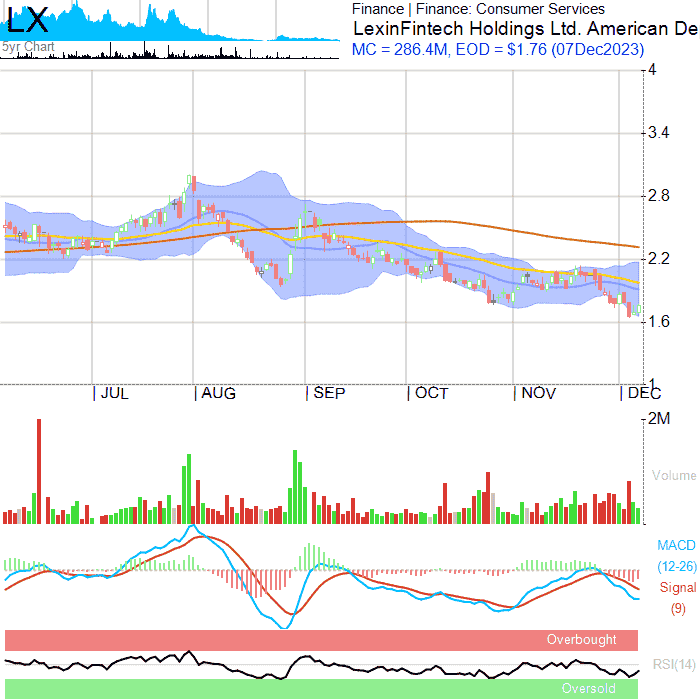 LX
5yr Chart
Finance | Finance: Consumer Services
LexinFintech Holdings Ltd. American De
MC = 286.4M, EOD = $1.76 (07Dec2023)
4
3.4
2.8
2.2
1.6
1
JUL
AUG
SEP
OCT
NOV
DEC
2M
Volume
MACD
(12-26)
Signal
(9)
Overbought
RSI(14)
Oversold